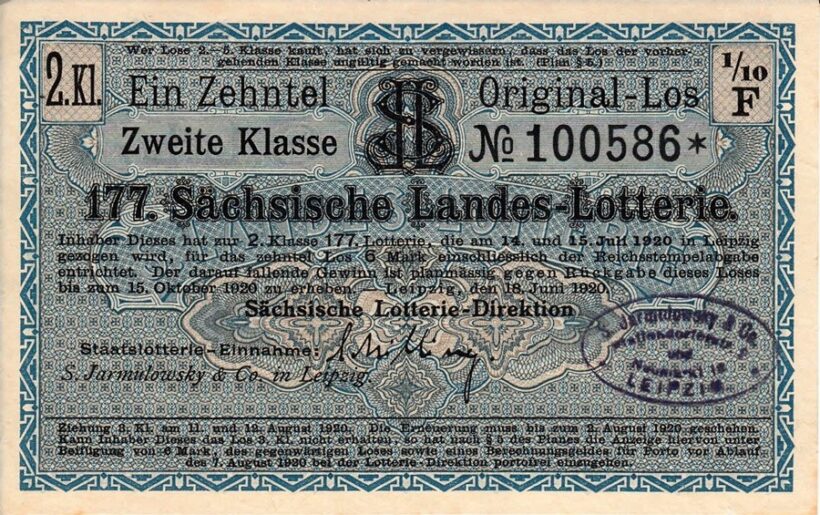 Wer Lose 2.–5. Klasse kauft, hat sich zu vergewissern, dass das Los der vorher-
gehenden Klasse ungültig gemacht worden ist. (Plan § 5.)
2. Kl.
Ein Zehntel
Original-Los
1/10
F
Zweite Klasse
№ 100586*
177. Sächsische Landes-Lotterie.
Inhaber Dieses hat zur 2. Klasse 177. Lotterie, die am 14. und 15. Juli 1920 in Leipzig
gezogen wird, für das zehntel Los 6 Mark einschliesslich der Reichsstempelabgabe
entrichtet. Der darauf fallende Gewinn ist planmässig gegen Rückgabe dieses Loses
bis zum 15. Oktober 1920 zu erheben. Leipzig, den 18. Juni 1920.
Sächsische Lotterie-Direktion
Staatslotterie-Einnahme:
S. Jarmulowsky & Co. in Leipzig.
S. Jarmulowsky & Co.
und
LEIPZIG
Ziehung 3. Kl. am 11. und 12. August 1920. Die Erneuerung muss bis zum 2. August 1920 geschehen.
Kann Inhaber Dieses das Los 3. Kl. nicht erhalten, so hat nach § 5 des Planes die Anzeige hiervon unter
Beifügung von 6 Mark, des gegenwärtigen Loses sowie eines Berechnungsgeldes für Porto vor Ablauf
des 7. August 1920 bei der Lotterie-Direktion portofrei einzugehen.